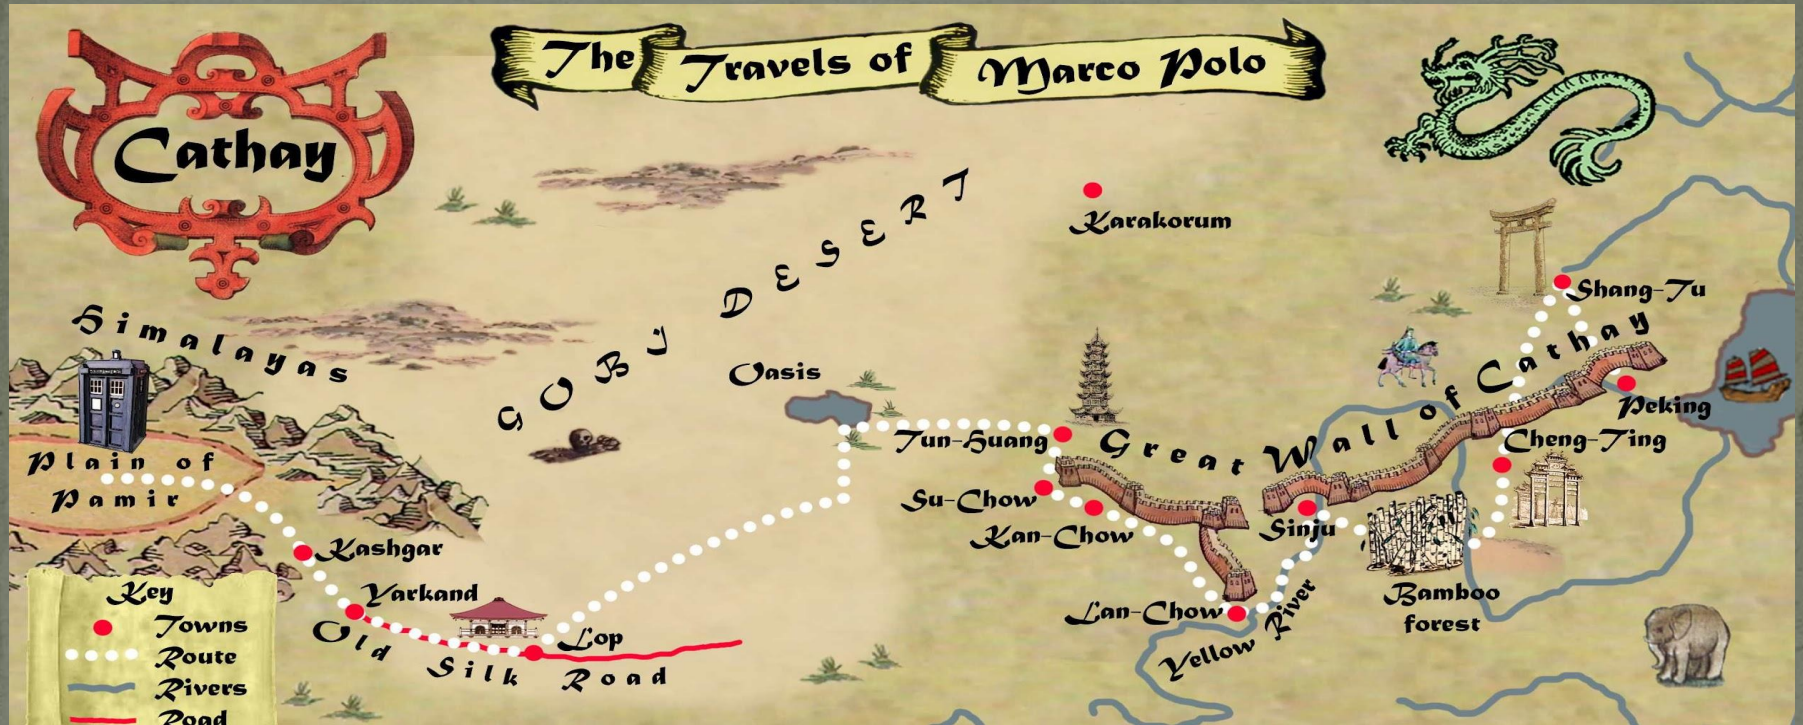 The Travels of Marco Polo
Cathay
Karakorum
GOBI DESERT
Himalayas
Shang-Tu
Oasis
Great Wall of Cathay
Peking
Tun-Huang
Cheng-Ting
Plain of
Pamir
Su-Chow
Kan-Chow
Sinju
Kashgar
Yarkand
Bamboo
forest
Lan-Chow
Yellow River
Lop
Old Silk Road
Key
Towns
Route
Rivers
Road